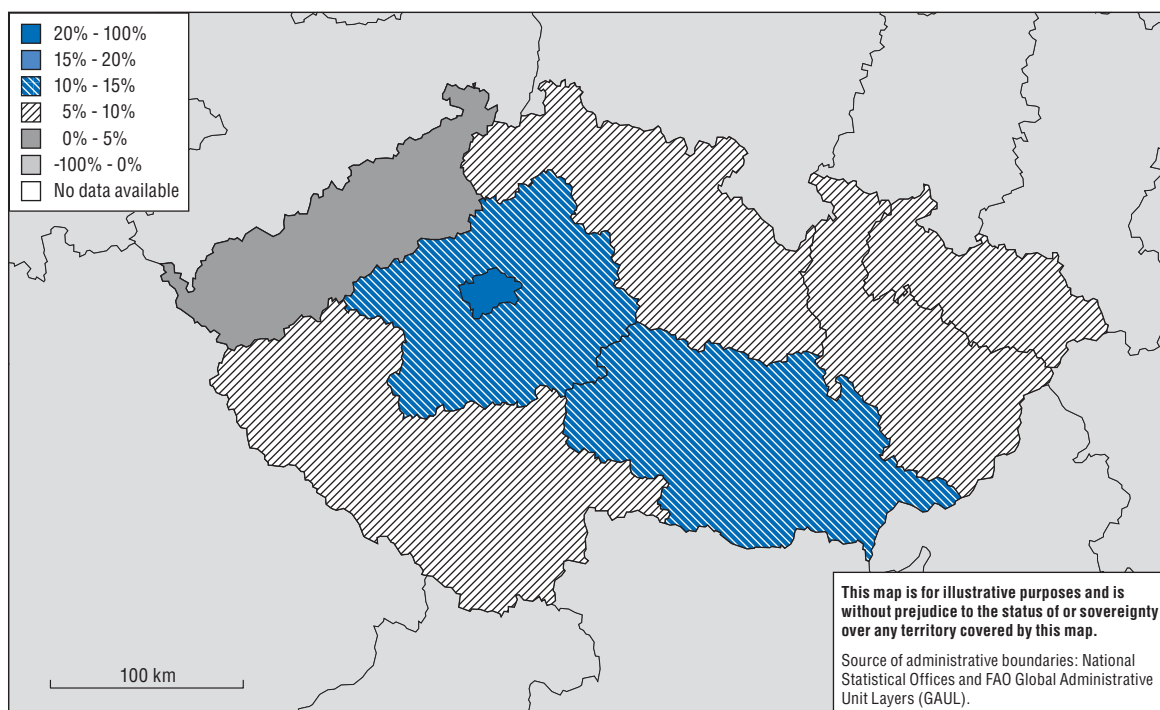 20% - 100%
15% - 20%
10% - 15%
5% - 10%
0% - 5%
-100% - 0%
No data available
100 km
This map is for illustrative purposes and is
without prejudice to the status of or sovereignty
over any territory covered by this map.
Source of administrative boundaries: National
Statistical Offices and FAO Global Administrative
Unit Layers (GAUL).